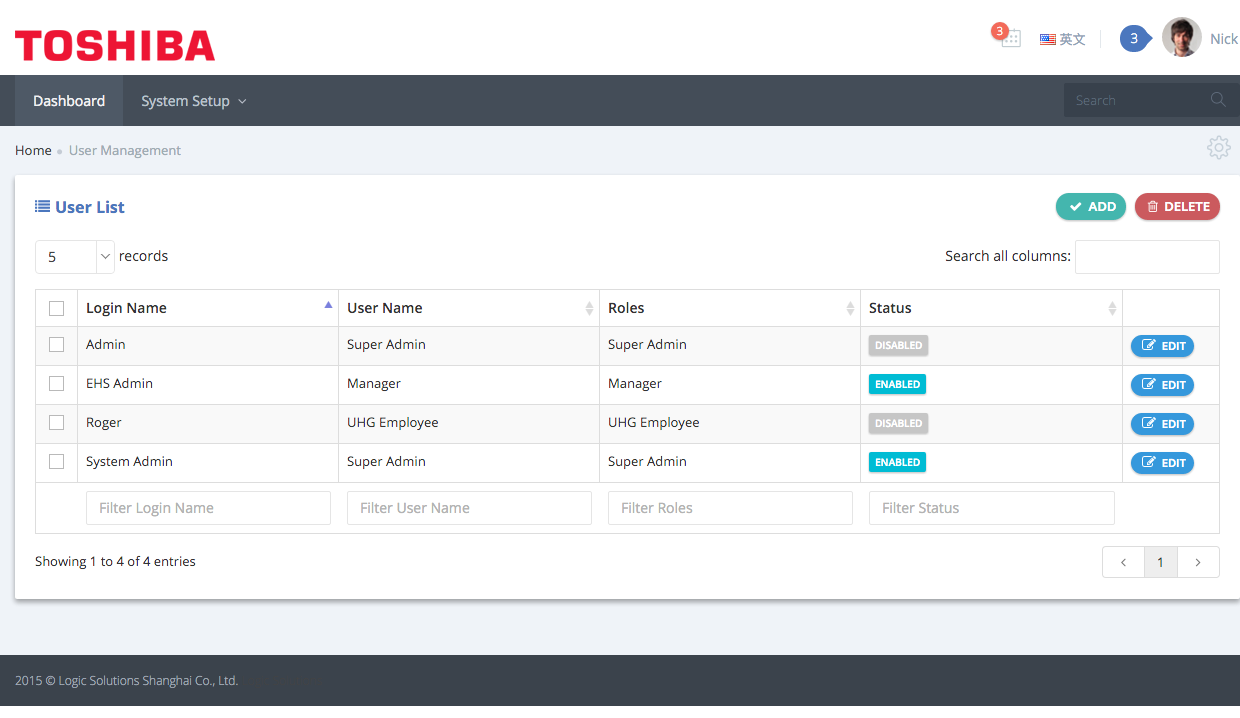 TOSHIBA
3
英文
3
Nick
Dashboard
System Setup
Search
Home
User Management
User List
ADD
DELETE
5 records
Search all columns:
Login Name User Name Roles Status
Admin Super Admin Super Admin DISABLED EDIT
EHS Admin Manager Manager ENABLED EDIT
Roger UHG Employee UHG Employee DISABLED EDIT
System Admin Super Admin Super Admin ENABLED EDIT
Filter Login Name Filter User Name Filter Roles Filter Status
Showing 1 to 4 of 4 entries
1
2015 © Logic Solutions Shanghai Co., Ltd.